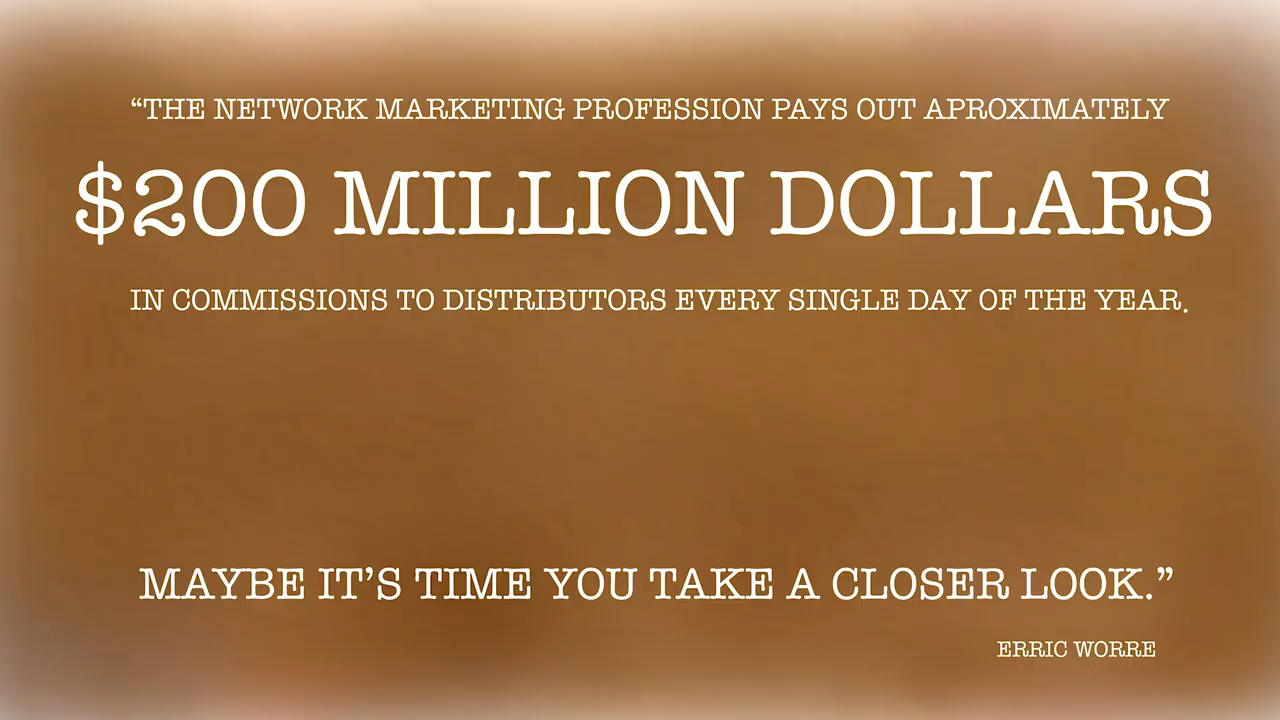 “THE NETWORK MARKETING PROFESSION PAYS OUT APROXIMATELY
$200 MILLION DOLLARS
IN COMMISSIONS TO DISTRIBUTORS EVERY SINGLE DAY OF THE YEAR.
MAYBE IT’S TIME YOU TAKE A CLOSER LOOK.”
ERRIC WORRE